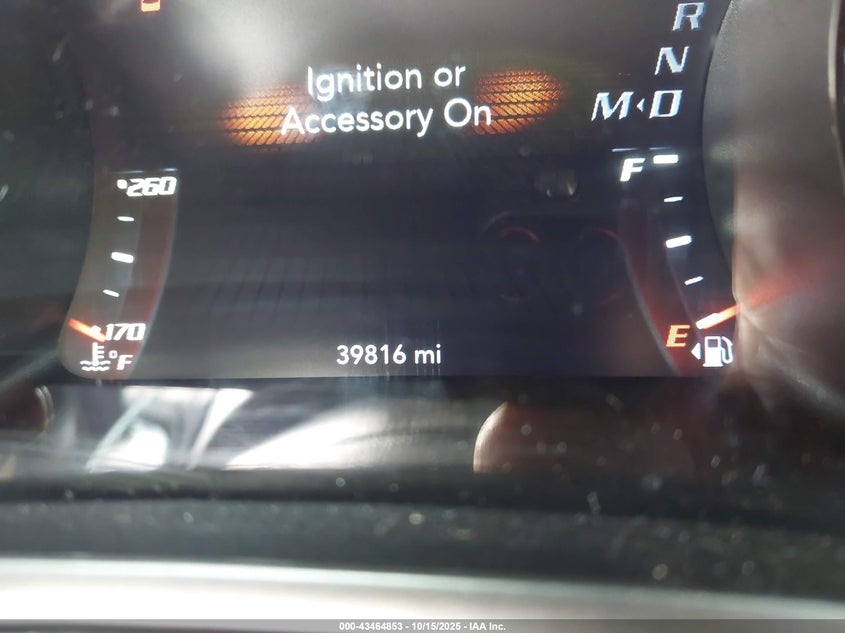 R
N
M◂D
Ignition or
Accessory On
260
F
170
°F
E
39816 mi
000-43464853 - 10/15/2025 - IAA Inc.